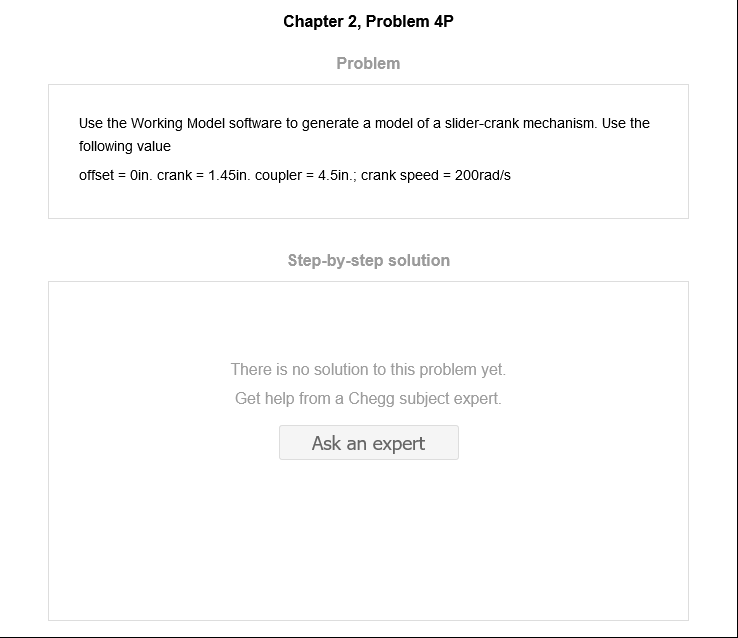 Chapter 2, Problem 4P
Problem
Use the Working Model software to generate a model of a slider-crank mechanism. Use the
following value
offset = 0in. crank = 1.45in. coupler = 4.5in.; crank speed = 200rad/s
Step-by-step solution
There is no solution to this problem yet.
Get help from a Chegg subject expert.
Ask an expert